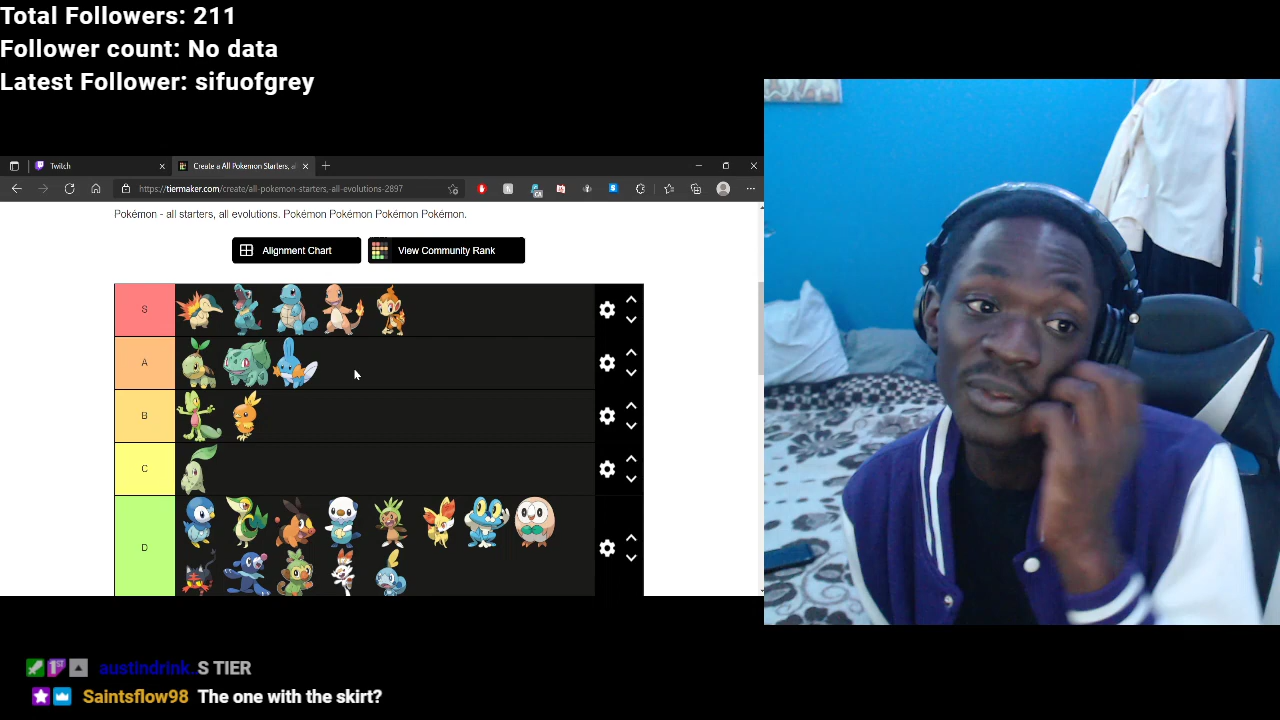 Total Followers: 211
Follower count: No data
Latest Follower: sifuofgrey
Twitch
Create a All Pokemon Starters, a
https://tiermaker.com/create/all-pokemon-starters,-all-evolutions-2897
Pokémon - all starters, all evolutions. Pokémon Pokémon Pokémon Pokémon.
Alignment Chart
View Community Rank
S
A
B
C
D
1ST austindrink..S TIER
Saintsflow98 The one with the skirt?